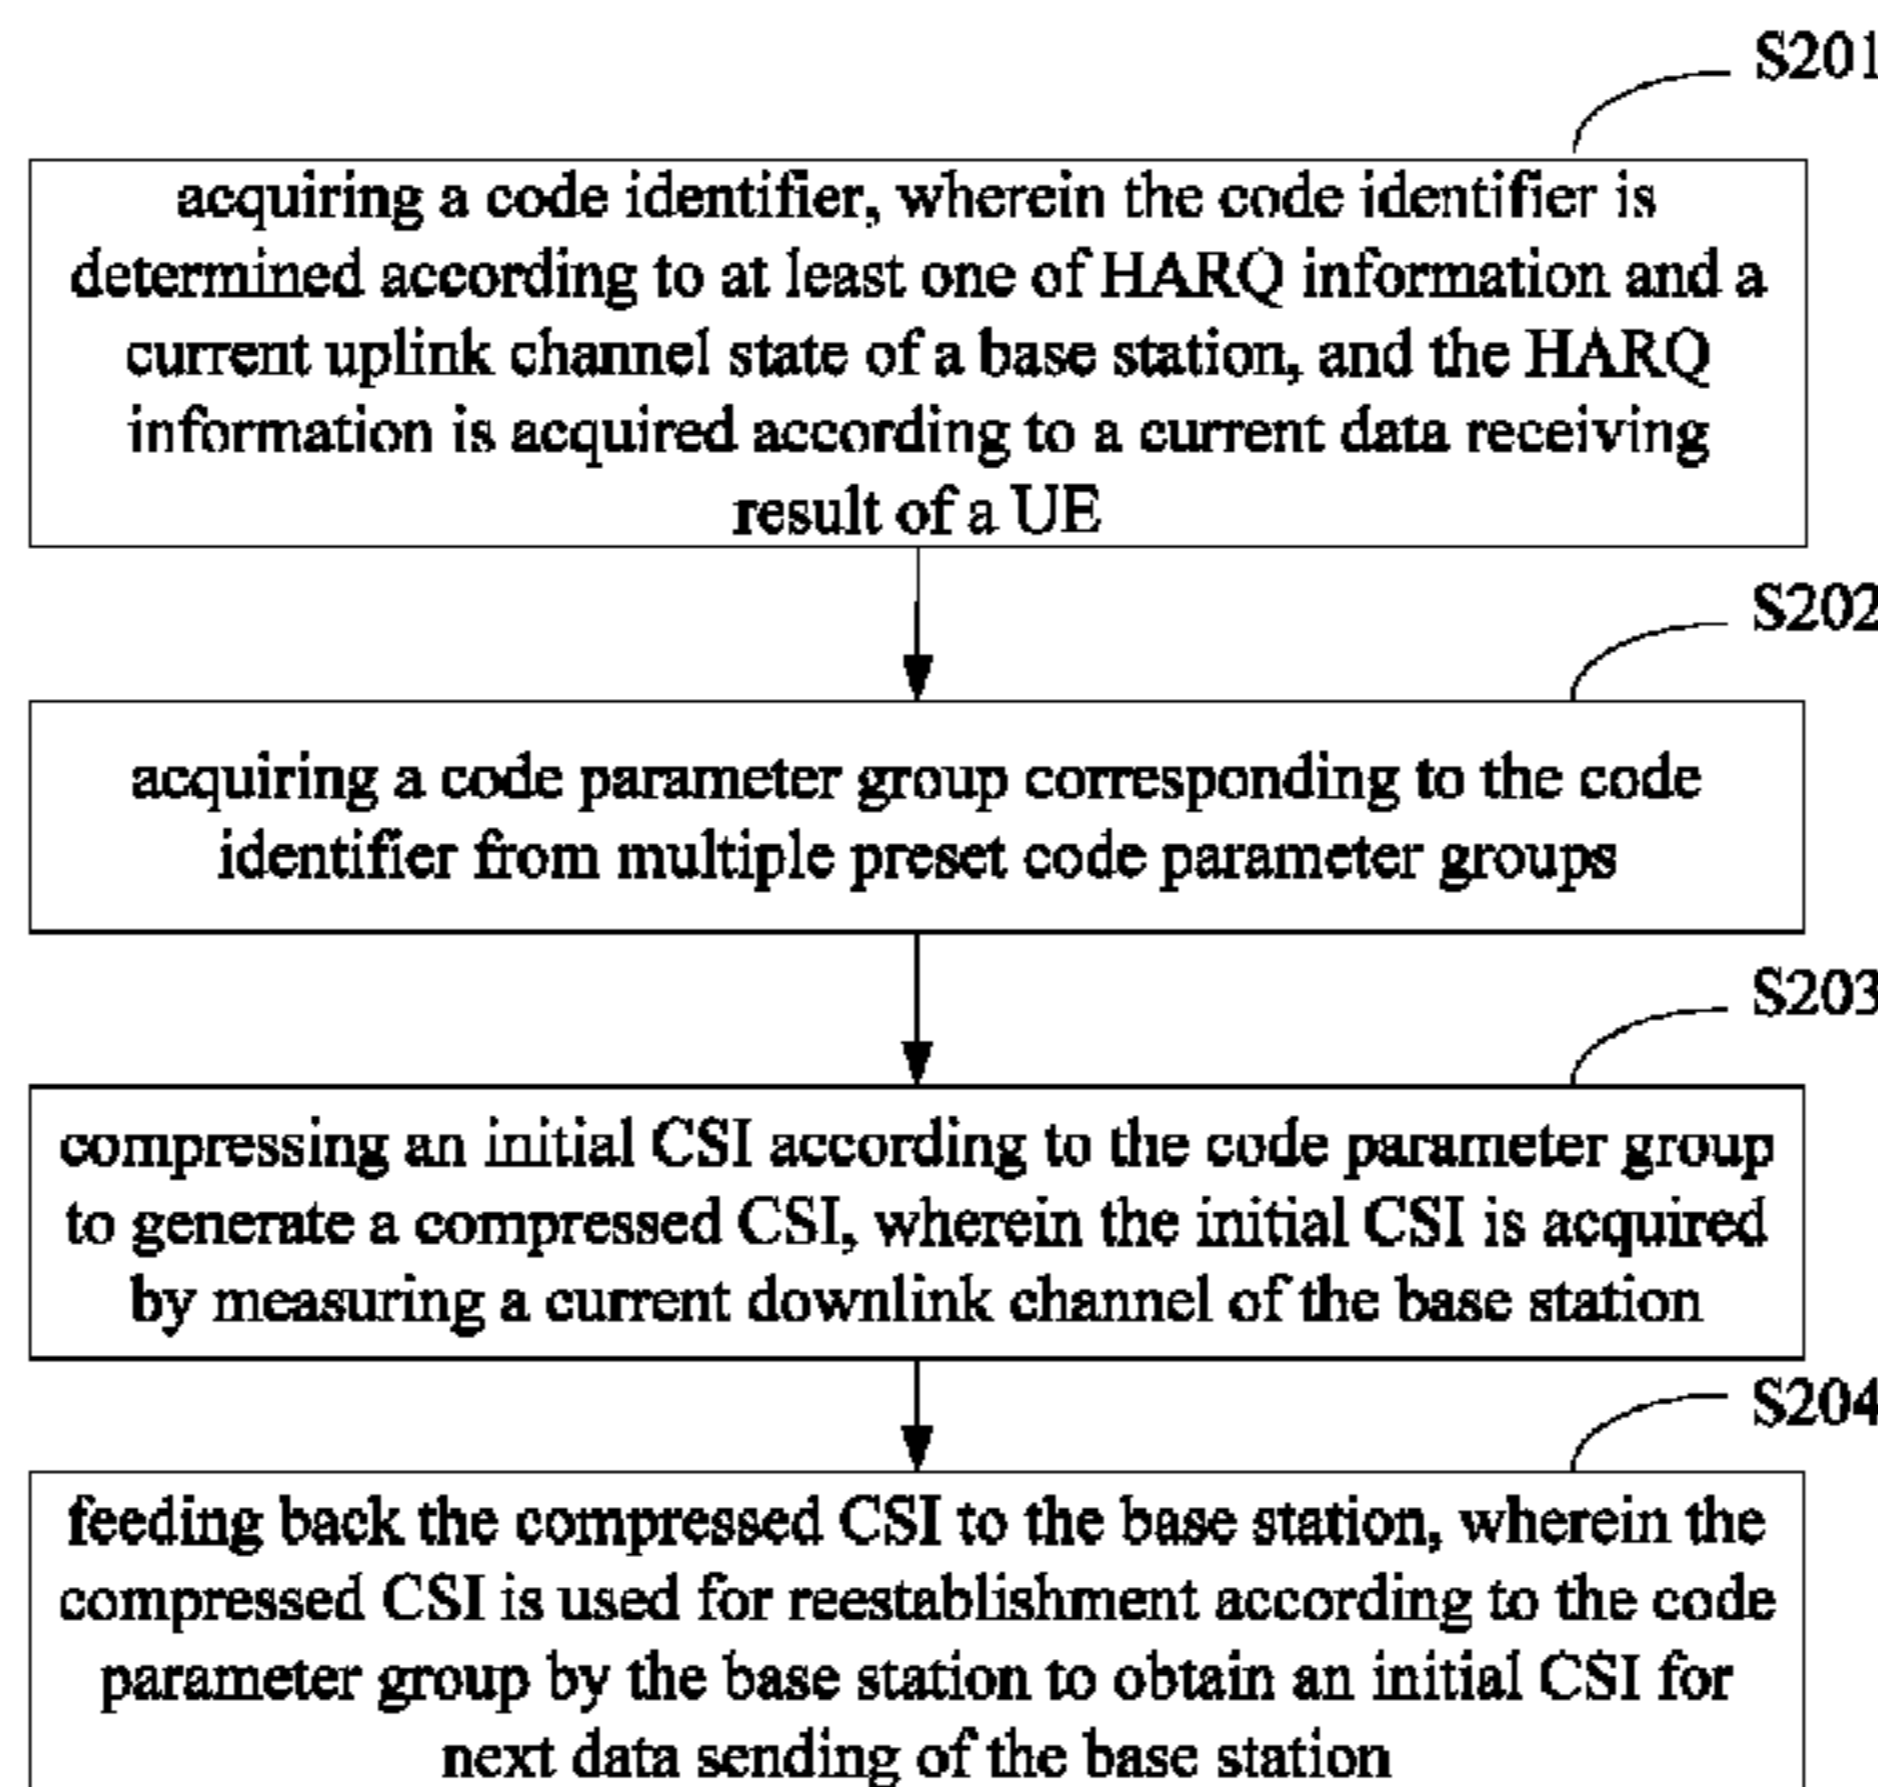 S201
acquiring a code identifier, wherein the code identifier is
determined according to at least one of HARQ information and a
current uplink channel state of a base station, and the HARQ
information is acquired according to a current data receiving
result of a UE
S202
acquiring a code parameter group corresponding to the code
identifier from multiple preset code parameter groups
S203
compressing an initial CSI according to the code parameter group
to generate a compressed CSI, wherein the initial CSI is acquired
by measuring a current downlink channel of the base station
S204
feeding back the compressed CSI to the base station, wherein the
compressed CSI is used for reestablishment according to the code
parameter group by the base station to obtain an initial CSI for
next data sending of the base station